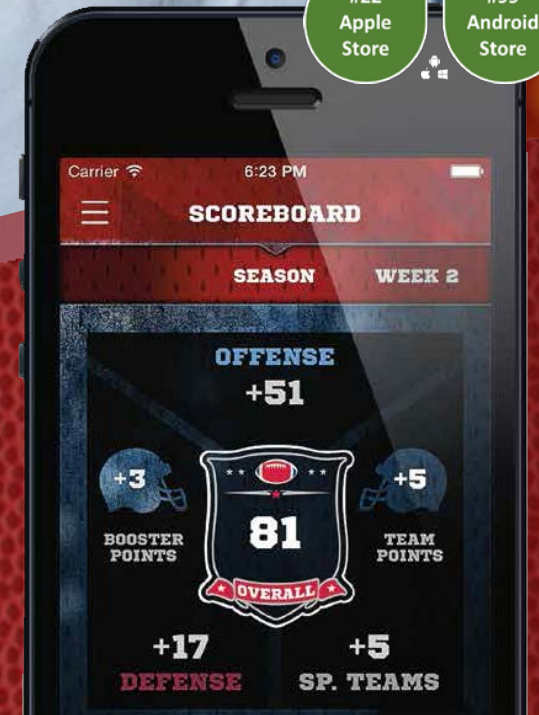 Apple
Store
Android
Store
Carrier
6:23 PM
SCOREBOARD
SEASON WEEK 2
OFFENSE
+51
+3
+5
81
BOOSTER
POINTS
TEAM
POINTS
OVERALL
+17
+5
DEFENSE
SP. TEAMS